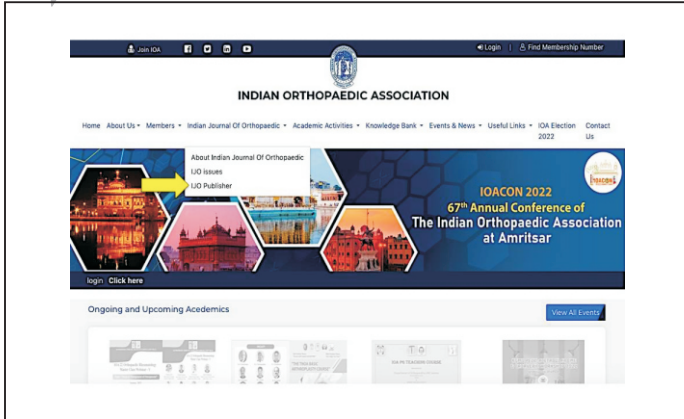 Join IOA
Login | Find Membership Number
INDIAN ORTHOPAEDIC ASSOCIATION
Home About Us Members Indian Journal Of Orthopaedic Academic Activities Knowledge Bank Events & News Useful Links IOA Election 2022 Contact Us
About Indian Journal Of Orthopaedic
IJO issues
IJO Publisher
IOACON 2022
67th Annual Conference of
The Indian Orthopaedic Association
at Amritsar
login Click here
Ongoing and Upcoming Acedemics
View All Events